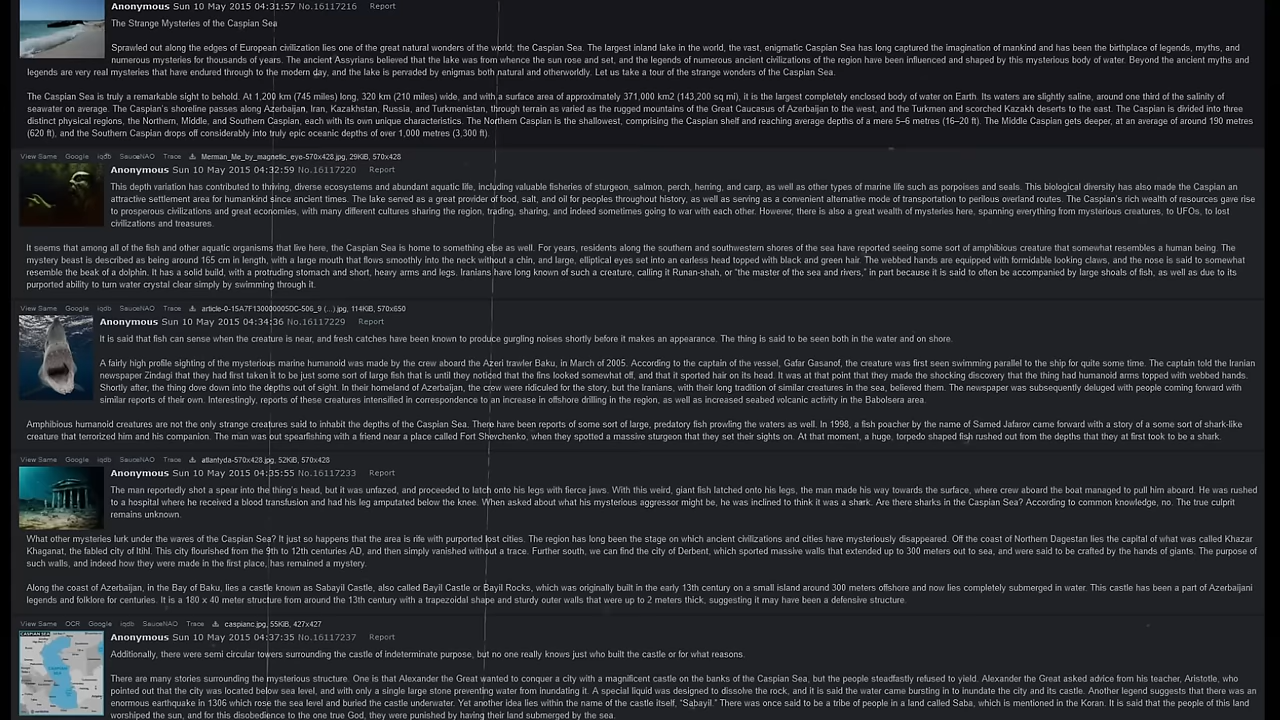 Anonymous Sun 10 May 2015 04:31:57 No.16117216 Report
The Strange Mysteries of the Caspian Sea
Sprawled out along the edges of European civilization lies one of the great natural wonders of the world; the Caspian Sea. The largest inland lake in the world, the vast, enigmatic Caspian Sea has long captured the imagination of mankind and has been the birthplace of legends, myths, and
numerous mysteries for thousands of years. The ancient Assyrians believed that the lake was from whence the sun rose and set, and the legends of numerous ancient civilizations of the region have been influenced and shaped by this mysterious body of water. Beyond the ancient myths and
legends are very real mysteries that have endured through to the modern day, and the lake is pervaded by enigmas both natural and otherworldly. Let us take a tour of the strange wonders of the Caspian Sea.
The Caspian Sea is truly a remarkable sight to behold. At 1,200 km (745 miles) long, 320 km (210 miles) wide, and with a surface area of approximately 371,000 km2 (143,200 sq mi), it is the largest completely enclosed body of water on Earth. Its waters are slightly saline, around one third of the salinity of
seawater on average. The Caspian's shoreline passes along Azerbaijan, Iran, Kazakhstan, Russia, and Turkmenistan, through terrain as varied as the rugged mountains of the Great Caucasus of Azerbaijan to the west, and the Turkmen and scorched Kazakh deserts to the east. The Caspian is divided into three
distinct physical regions, the Northern, Middle, and Southern Caspian, each with its own unique characteristics. The Northern Caspian is the shallowest, comprising the Caspian shelf and reaching average depths of a mere 5–6 metres (16–20 ft). The Middle Caspian gets deeper, at an average of around 190 metres
(620 ft), and the Southern Caspian drops off considerably into truly epic oceanic depths of over 1,000 metres (3,300 ft).
View Same Google iqdb SauceNAO Trace Merman_Me_by_magnetic_eye-570x428.jpg, 29KiB, 570x428
Anonymous Sun 10 May 2015 04:32:59 No.16117220 Report
This depth variation has contributed to thriving, diverse ecosystems and abundant aquatic life, including valuable fisheries of sturgeon, salmon, perch, herring, and carp, as well as other types of marine life such as porpoises and seals. This biological diversity has also made the Caspian an
attractive settlement area for humankind since ancient times. The lake served as a great provider of food, salt, and oil for peoples throughout history, as well as serving as a convenient alternative mode of transportation to perilous overland routes. The Caspian's rich wealth of resources gave rise
to prosperous civilizations and great economies, with many different cultures sharing the region, trading, sharing, and indeed sometimes going to war with each other. However, there is also a great wealth of mysteries here, spanning everything from mysterious creatures, to UFOs, to lost
civilizations and treasures.
It seems that among all of the fish and other aquatic organisms that live here, the Caspian Sea is home to something else as well. For years, residents along the southern and southwestern shores of the sea have reported seeing some sort of amphibious creature that somewhat resembles a human being. The
mystery beast is described as being around 165 cm in length, with a large mouth that flows smoothly into the neck without a chin, and large, elliptical eyes set into an earless head topped with black and green hair. The webbed hands are equipped with formidable looking claws, and the nose is said to somewhat
resemble the beak of a dolphin. It has a solid build, with a protruding stomach and short, heavy arms and legs. Iranians have long known of such a creature, calling it Runan-shah, or "the master of the sea and rivers," in part because it is said to often be accompanied by large shoals of fish, as well as due to its
purported ability to turn water crystal clear simply by swimming through it.
View Same Google iqdb SauceNAO Trace article-0-15A7F130000005DC-506_9 (...).jpg, 114KiB, 570x650
Anonymous Sun 10 May 2015 04:34:36 No.16117229 Report
It is said that fish can sense when the creature is near, and fresh catches have been known to produce gurgling noises shortly before it makes an appearance. The thing is said to be seen both in the water and on shore.
A fairly high profile sighting of the mysterious marine humanoid was made by the crew aboard the Azeri trawler Baku, in March of 2005. According to the captain of the vessel, Gafar Gasanof, the creature was first seen swimming parallel to the ship for quite some time. The captain told the Iranian
newspaper Zindagi that they had first taken it to be just some sort of large fish that is until they noticed that the fins looked somewhat off, and that it sported hair on its head. It was at that point that they made the shocking discovery that the thing had humanoid arms topped with webbed hands.
Shortly after, the thing dove down into the depths out of sight. In their homeland of Azerbaijan, the crew were ridiculed for the story, but the Iranians, with their long tradition of similar creatures in the sea, believed them. The newspaper was subsequently deluged with people coming forward with
similar reports of their own. Interestingly, reports of these creatures intensified in correspondence to an increase in offshore drilling in the region, as well as increased seabed volcanic activity in the Babolsera area.
Amphibious humanoid creatures are not the only strange creatures said to inhabit the depths of the Caspian Sea. There have been reports of some sort of large, predatory fish prowling the waters as well. In 1998, a fish poacher by the name of Samed Jafarov came forward with a story of a some sort of shark-like
creature that terrorized him and his companion. The man was out spearfishing with a friend near a place called Fort Shevchenko, when they spotted a massive sturgeon that they set their sights on. At that moment, a huge, torpedo shaped fish rushed out from the depths that they at first took to be a shark.
View Same Google iqdb SauceNAO Trace atlantyda-570x428.jpg, 52KiB, 570x428
Anonymous Sun 10 May 2015 04:35:55 No.16117233 Report
The man reportedly shot a spear into the thing's head, but it was unfazed, and proceeded to latch onto his legs with fierce jaws. With this weird, giant fish latched onto his legs, the man made his way towards the surface, where crew aboard the boat managed to pull him aboard. He was rushed
to a hospital where he received a blood transfusion and had his leg amputated below the knee. When asked about what his mysterious aggressor might be, he was inclined to think it was a shark. Are there sharks in the Caspian Sea? According to common knowledge, no. The true culprit
remains unknown.
What other mysteries lurk under the waves of the Caspian Sea? It just so happens that the area is rife with purported lost cities. The region has long been the stage on which ancient civilizations and cities have mysteriously disappeared. Off the coast of Northern Dagestan lies the capital of what was called Khazar
Khaganat, the fabled city of Itihl. This city flourished from the 9th to 12th centuries AD, and then simply vanished without a trace. Further south, we can find the city of Derbent, which sported massive walls that extended up to 300 meters out to sea, and were said to be crafted by the hands of giants. The purpose of
such walls, and indeed how they were made in the first place, has remained a mystery.
Along the coast of Azerbaijan, in the Bay of Baku, lies a castle known as Sabayil Castle, also called Bayil Castle or Bayil Rocks, which was originally built in the early 13th century on a small island around 300 meters offshore and now lies completely submerged in water. This castle has been a part of Azerbaijani
legends and folklore for centuries. It is a 180 x 40 meter structure from around the 13th century with a trapezoidal shape and sturdy outer walls that were up to 2 meters thick, suggesting it may have been a defensive structure.
View Same OCR Google iqdb SauceNAO Trace caspianc.jpg, 55KiB, 427x427
Anonymous Sun 10 May 2015 04:37:35 No.16117237 Report
CASPIAN SEA
Additionally, there were semi circular towers surrounding the castle of indeterminate purpose, but no one really knows just who built the castle or for what reasons.
There are many stories surrounding the mysterious structure. One is that Alexander the Great wanted to conquer a city with a magnificent castle on the banks of the Caspian Sea, but the people steadfastly refused to yield. Alexander the Great asked advice from his teacher, Aristotle, who
pointed out that the city was located below sea level, and with only a single large stone preventing water from inundating it. A special liquid was designed to dissolve the rock, and it is said the water came bursting in to inundate the city and its castle. Another legend suggests that there was an
enormous earthquake in 1306 which rose the sea level and buried the castle underwater. Yet another idea lies within the name of the castle itself, "Sabayil." There was once said to be a tribe of people in a land called Saba, which is mentioned in the Koran. It is said that the people of this land
worshiped the sun, and for this disobedience to the one true God, they were punished by having their land submerged by the sea.